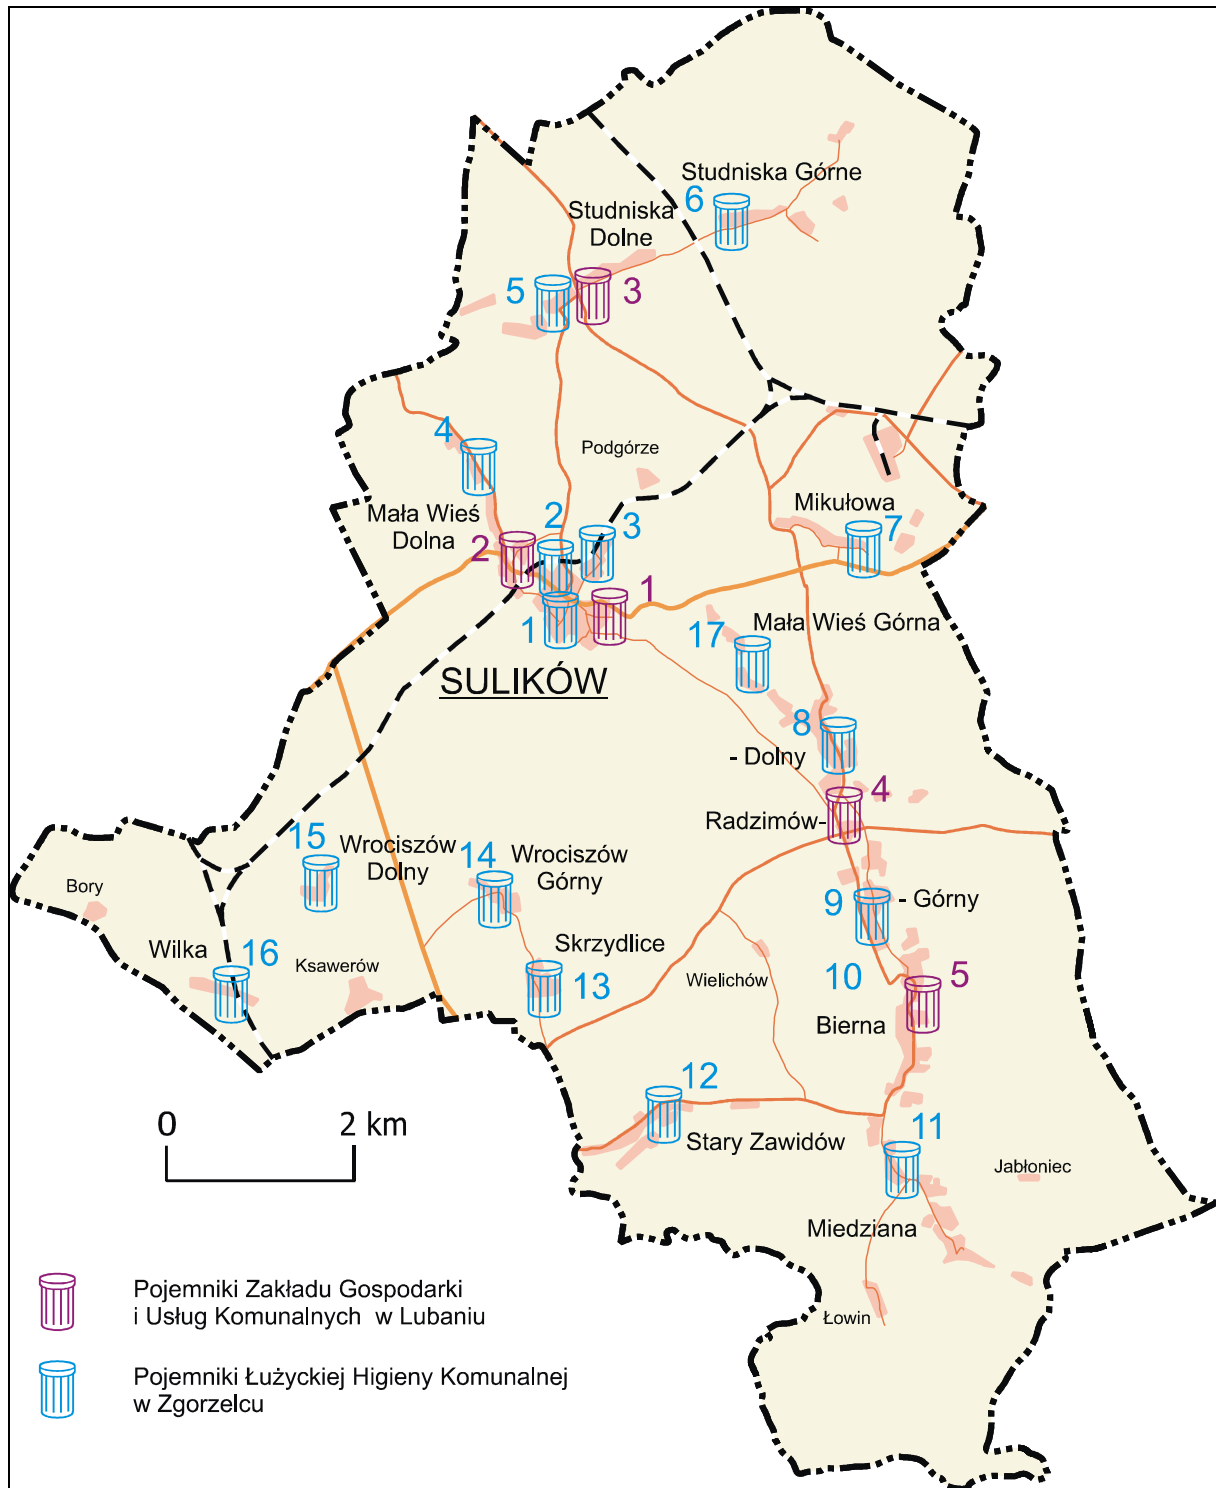 Studniska Górne
6
Studniska
Dolne
5
3
4
Podgórze
Mikułowa
Mała Wieś
Dolna
2
2
3
7
1
1
Mała Wieś Górna
17
SULIKÓW
8
- Dolny
4
Radzimów-
15
Wrociszów
Dolny
14
Wrociszów
Górny
Bory
9
- Górny
Wilka
16
Ksawerów
Skrzydlice
13
Wielichów
10
5
Bierna
12
Stary Zawidów
11
Jabłoniec
Miedziana
Łowin
0
2 km
Pojemniki Zakładu Gospodarki
i Usług Komunalnych w Lubaniu
Pojemniki Łużyckiej Higieny Komunalnej
w Zgorzelcu